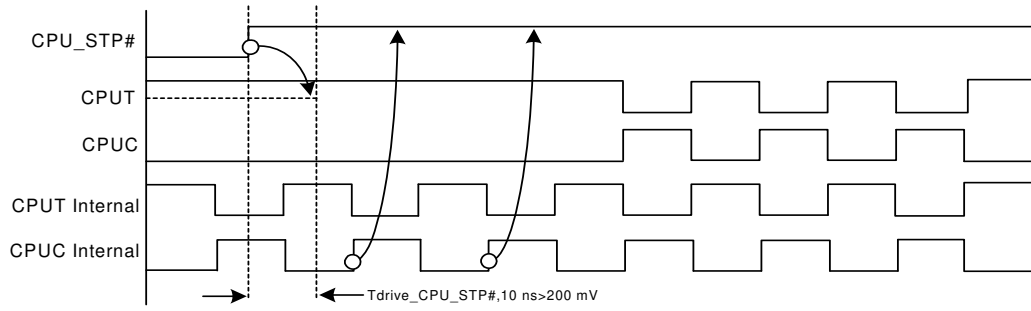 CPU_STP#
CPUT
CPUC
CPUT Internal
CPUC Internal
Tdrive_CPU_STP#,10 ns>200 mV